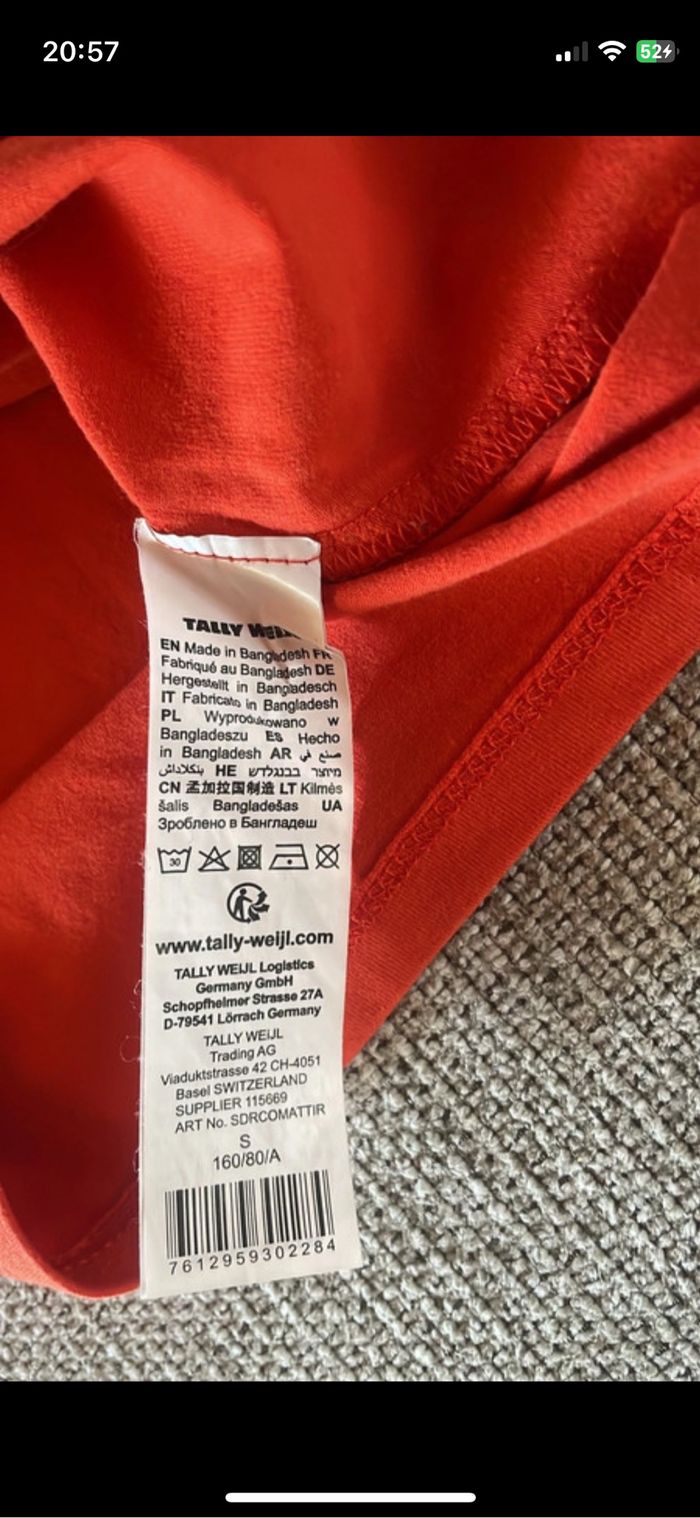 20:57
52
TALLY WEIJL
EN Made in Bangladesh FR
Fabriqué au Bangladesh DE
Hergestellt in Bangladesch
IT Fabricato in Bangladesh
PL Wyprodukowano w
Bangladeszu ES Hecho
in Bangladesh AR صنع في
بنكلاداش HE מיוצר בבנגלדש
CN 孟加拉国制造 LT Kilmės
šalis Bangladešas UA
Зроблено в Бангладеш
30
www.tally-weijl.com
TALLY WEIJL Logistics
Germany GmbH
Schopfheimer Strasse 27A
D-79541 Lörrach Germany
TALLY WEIJL
Trading AG
Viaduktstrasse 42 CH-4051
Basel SWITZERLAND
SUPPLIER 115669
ART No. SDRCOMATTIR
S
160/80/A
7612959302284